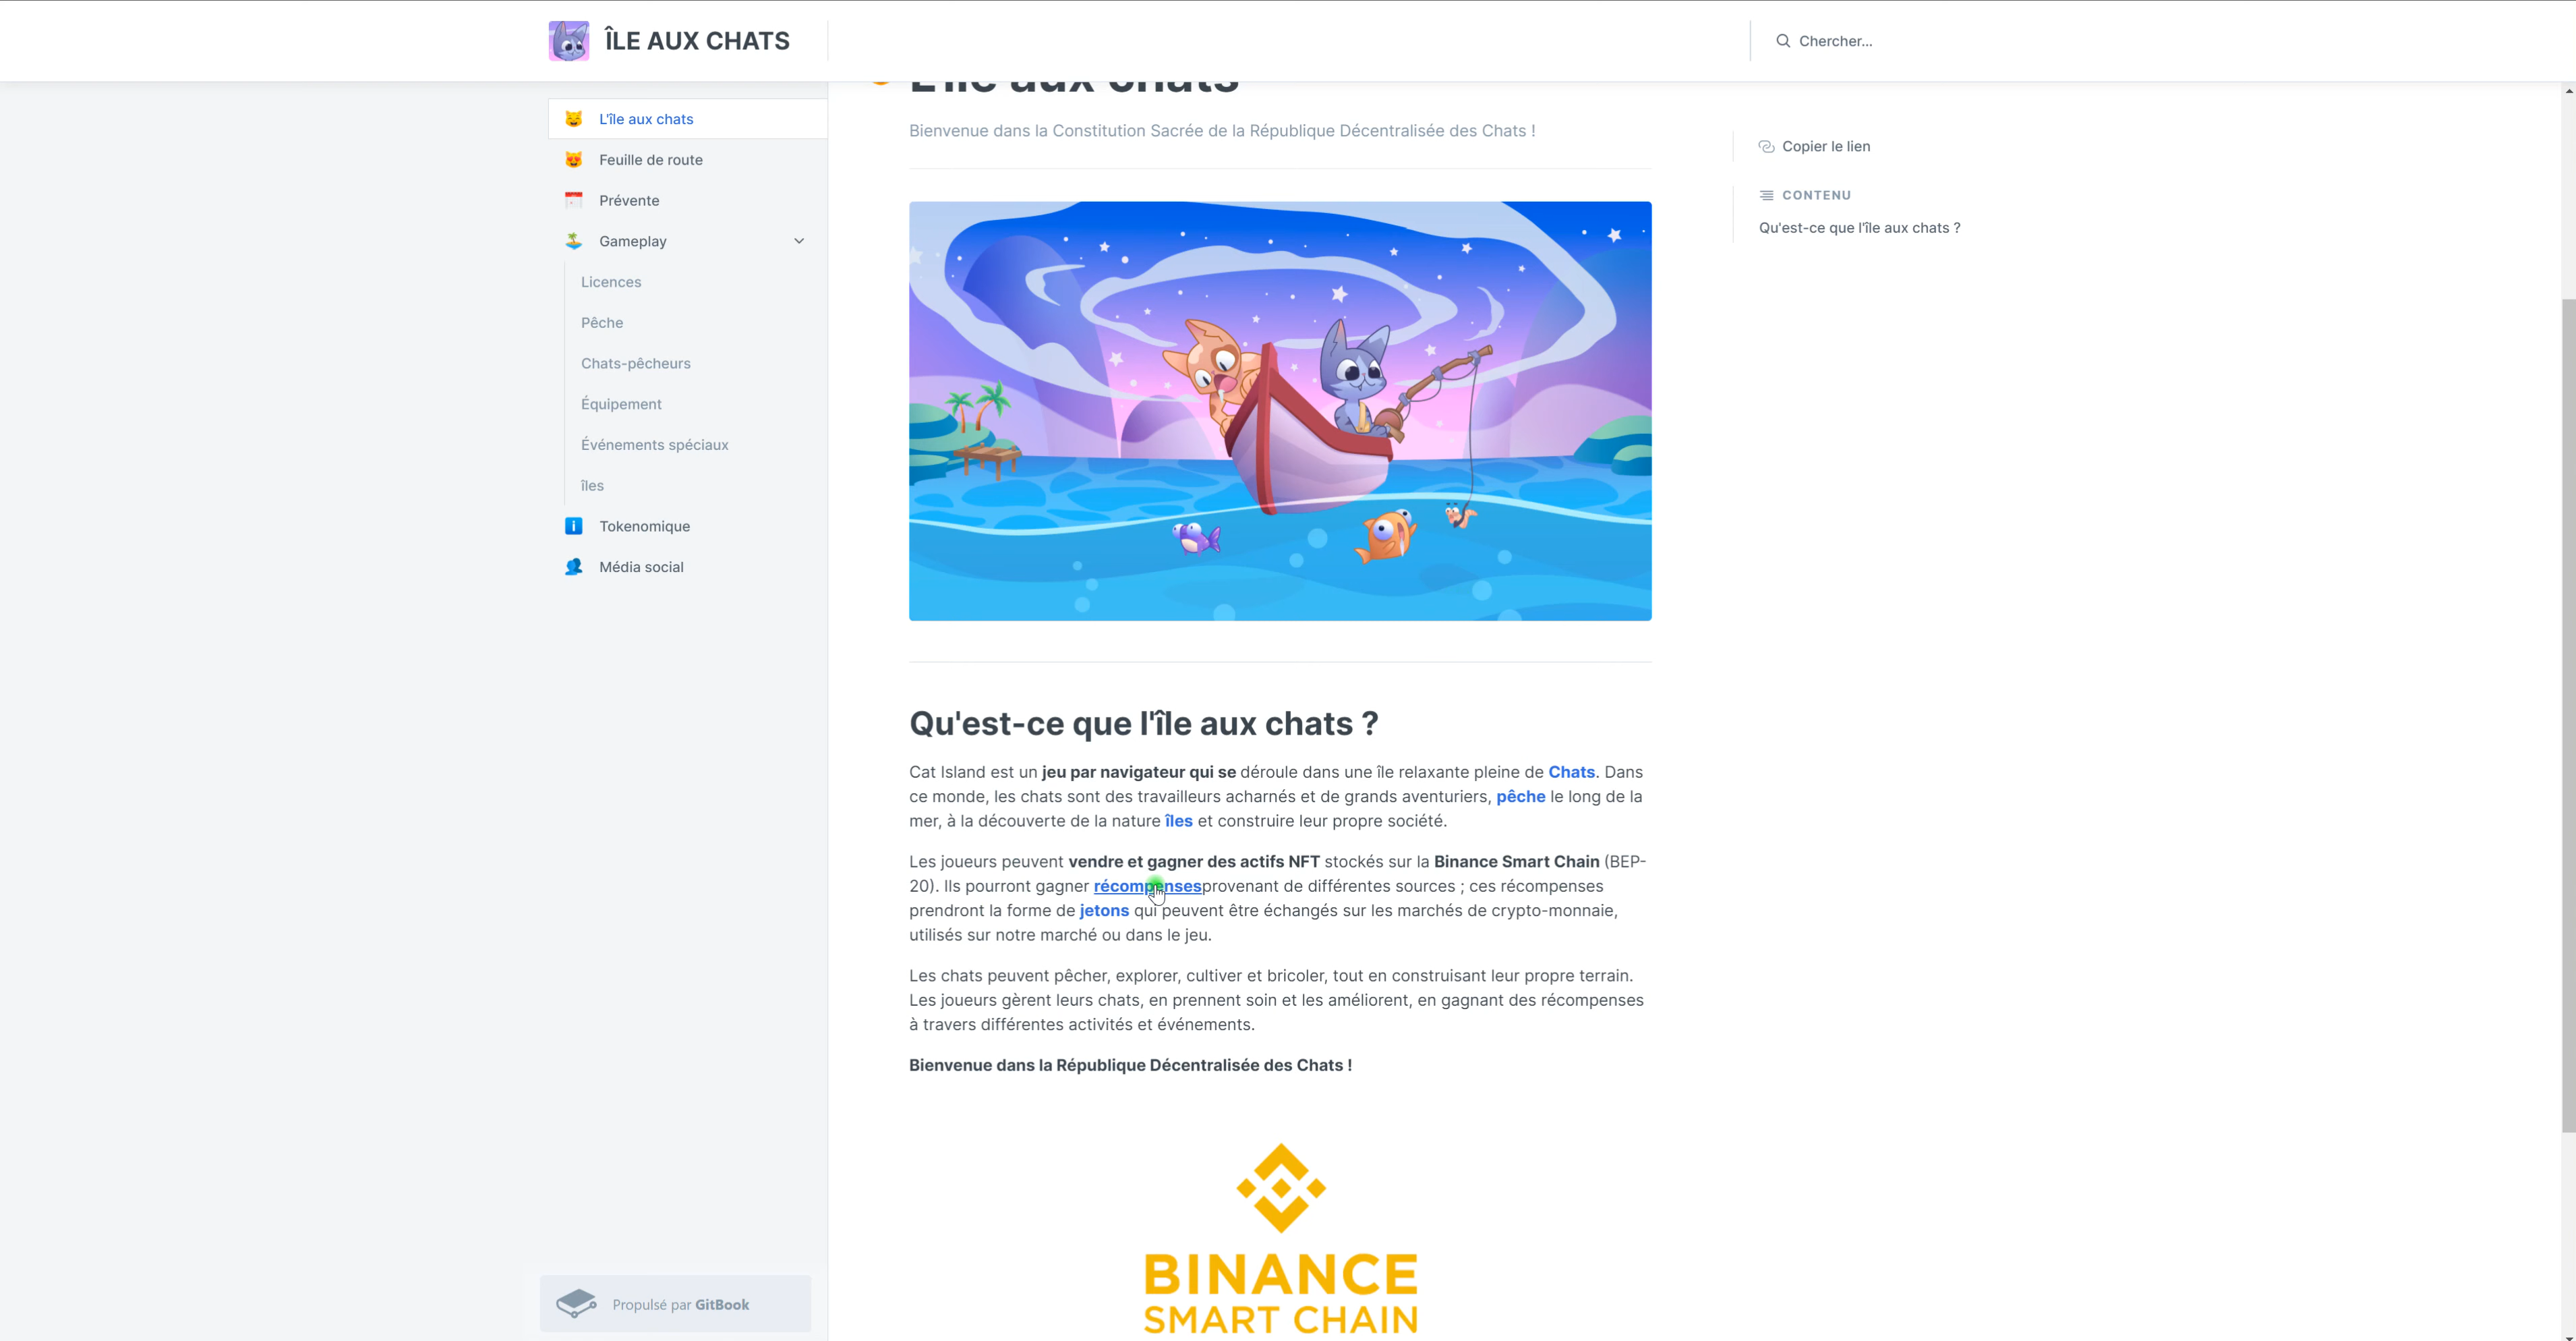 ÎLE AUX CHATS
Chercher...
L'île aux chats
Feuille de route
Prévente
Gameplay
Licences
Pêche
Chats-pêcheurs
Équipement
Événements spéciaux
îles
Tokenomique
Média social
Propulsé par GitBook
L'île aux chats
Bienvenue dans la Constitution Sacrée de la République Décentralisée des Chats !
Qu'est-ce que l'île aux chats ?
Cat Island est un jeu par navigateur qui se déroule dans une île relaxante pleine de Chats. Dans
ce monde, les chats sont des travailleurs acharnés et de grands aventuriers, pêche le long de la
mer, à la découverte de la nature îles et construire leur propre société.
Les joueurs peuvent vendre et gagner des actifs NFT stockés sur la Binance Smart Chain (BEP-
20). Ils pourront gagner récompensesprovenant de différentes sources ; ces récompenses
prendront la forme de jetons qui peuvent être échangés sur les marchés de crypto-monnaie,
utilisés sur notre marché ou dans le jeu.
Les chats peuvent pêcher, explorer, cultiver et bricoler, tout en construisant leur propre terrain.
Les joueurs gèrent leurs chats, en prennent soin et les améliorent, en gagnant des récompenses
à travers différentes activités et événements.
Bienvenue dans la République Décentralisée des Chats !
BINANCE
SMART CHAIN
Copier le lien
CONTENU
Qu'est-ce que l'île aux chats ?